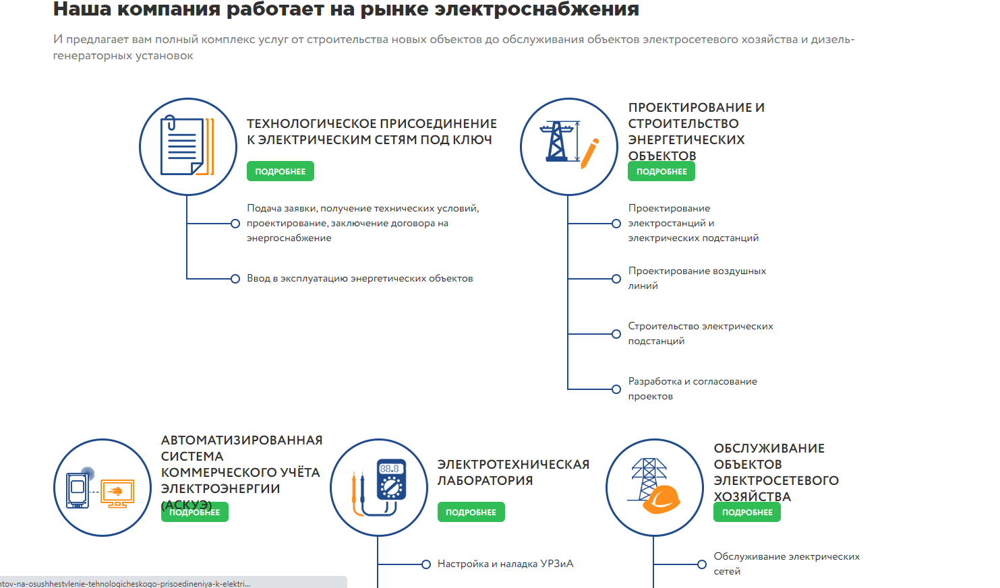 Наша компания работает на рынке электроснабжения
И предлагает вам полный комплекс услуг от строительства новых объектов до обслуживания объектов электросетевого хозяйства и дизель-
генераторных установок
ТЕХНОЛОГИЧЕСКОЕ ПРИСОЕДИНЕНИЕ
К ЭЛЕКТРИЧЕСКИМ СЕТЯМ ПОД КЛЮЧ
ПОДРОБНЕЕ
Подача заявки, получение технических условий,
проектирование, заключение договора на
энергоснабжение
Ввод в эксплуатацию энергетических объектов
ПРОЕКТИРОВАНИЕ И
СТРОИТЕЛЬСТВО
ЭНЕРГЕТИЧЕСКИХ
ОБЪЕКТОВ
ПОДРОБНЕЕ
Проектирование
электростанций и
электрических подстанций
Проектирование воздушных
линий
Строительство электрических
подстанций
Разработка и согласование
проектов
АВТОМАТИЗИРОВАННАЯ
СИСТЕМА
КОММЕРЧЕСКОГО УЧЁТА
ЭЛЕКТРОЭНЕРГИИ
(АСКУЭ)
ПОДРОБНЕЕ
88.8
ЭЛЕКТРОТЕХНИЧЕСКАЯ
ЛАБОРАТОРИЯ
ПОДРОБНЕЕ
Настройка и наладка УРЗиА
ОБСЛУЖИВАНИЕ
ОБЪЕКТОВ
ЭЛЕКТРОСЕТЕВОГО
ХОЗЯЙСТВА
ПОДРОБНЕЕ
Обслуживание электрических
сетей
ntov-na-osushhestvlenie-tehnologicheskogo-prisoedineniya-k-elektri...